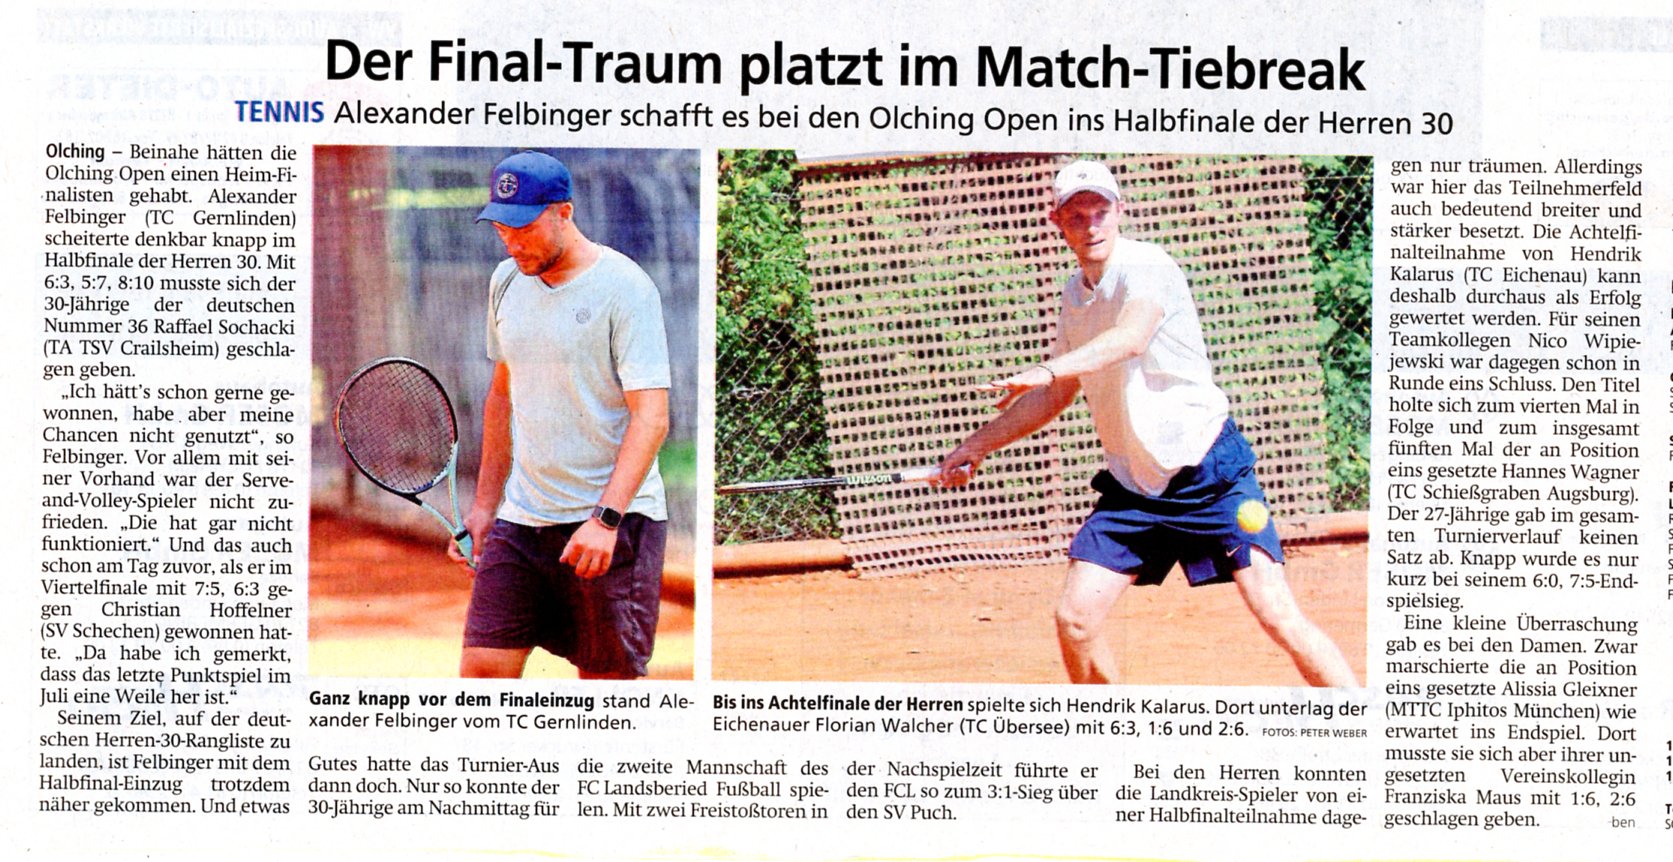 Der Final-Traum platzt im Match-Tiebreak
TENNIS Alexander Felbinger schafft es bei den Olching Open ins Halbfinale der Herren 30
Olching – Beinahe hätten die
Olching Open einen Heim-Fi-
nalisten gehabt. Alexander
Felbinger (TC Gernlinden)
scheiterte denkbar knapp im
Halbfinale der Herren 30. Mit
6:3, 5:7, 8:10 musste sich der
30-Jährige der deutschen
Nummer 36 Raffael Sochacki
(TA TSV Crailsheim) geschla-
gen geben.
„Ich hätt's schon gerne ge-
wonnen, habe aber meine
Chancen nicht genutzt“, so
Felbinger. Vor allem mit sei-
ner Vorhand war der Serve-
and-Volley-Spieler nicht zu-
frieden. „Die hat gar nicht
funktioniert.“ Und das auch
schon am Tag zuvor, als er im
Viertelfinale mit 7:5, 6:3 ge-
gen Christian Hoffelner
(SV Schechen) gewonnen hat-
te. „Da habe ich gemerkt,
dass das letzte Punktspiel im
Juli eine Weile her ist.“
Seinem Ziel, auf der deut-
schen Herren-30-Rangliste zu
landen, ist Felbinger mit dem
Halbfinal-Einzug trotzdem
näher gekommen. Und etwas
wilson
Ganz knapp vor dem Finaleinzug stand Ale-
xander Felbinger vom TC Gernlinden.
Bis ins Achtelfinale der Herren spielte sich Hendrik Kalarus. Dort unterlag der
Eichenauer Florian Walcher (TC Übersee) mit 6:3, 1:6 und 2:6. FOTOS: PETER WEBER
Gutes hatte das Turnier-Aus
dann doch. Nur so konnte der
30-Jährige am Nachmittag für
die zweite Mannschaft des
FC Landsberied Fußball spie-
len. Mit zwei Freistoßtoren in
der Nachspielzeit führte er
den FCL so zum 3:1-Sieg über
den SV Puch.
Bei den Herren konnten
die Landkreis-Spieler von ei-
ner Halbfinalteilnahme dage-
gen nur träumen. Allerdings
war hier das Teilnehmerfeld
auch bedeutend breiter und
stärker besetzt. Die Achtelfi-
nalteilnahme von Hendrik
Kalarus (TC Eichenau) kann
deshalb durchaus als Erfolg
gewertet werden. Für seinen
Teamkollegen Nico Wipie-
jewski war dagegen schon in
Runde eins Schluss. Den Titel
holte sich zum vierten Mal in
Folge und zum insgesamt
fünften Mal der an Position
eins gesetzte Hannes Wagner
(TC Schießgraben Augsburg).
Der 27-Jährige gab im gesam-
ten Turnierverlauf keinen
Satz ab. Knapp wurde es nur
kurz bei seinem 6:0, 7:5-End-
spielsieg.
Eine kleine Überraschung
gab es bei den Damen. Zwar
marschierte die an Position
eins gesetzte Alissia Gleixner
(MTTC Iphitos München) wie
erwartet ins Endspiel. Dort
musste sie sich aber ihrer un-
gesetzten Vereinskollegin
Franziska Maus mit 1:6, 2:6
geschlagen geben. -ben